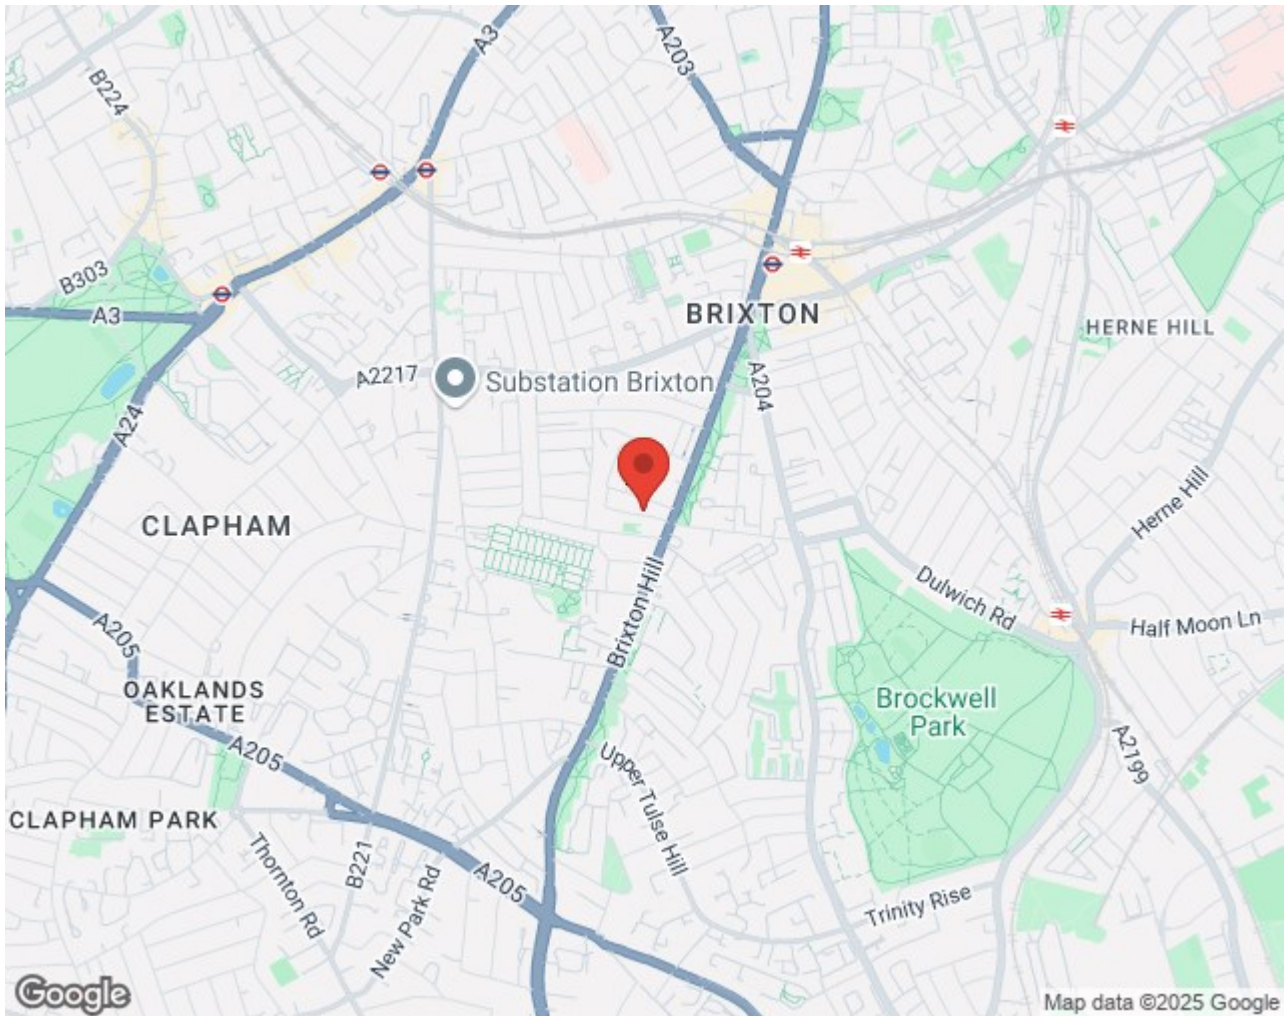 A3
A203
B224
B303
A3
BRIXTON
HERNE HILL
A2217
Substation Brixton
A204
A24
CLAPHAM
Herne Hill
Brixton Hill
Dulwich Rd
Half Moon Ln
A205
OAKLANDS
ESTATE
Brockwell
Park
A205
Upper Tulse Hill
A2199
CLAPHAM PARK
Thornton Rd
B221
New Park Rd
A205
Trinity Rise
Google
Map data ©2025 Google